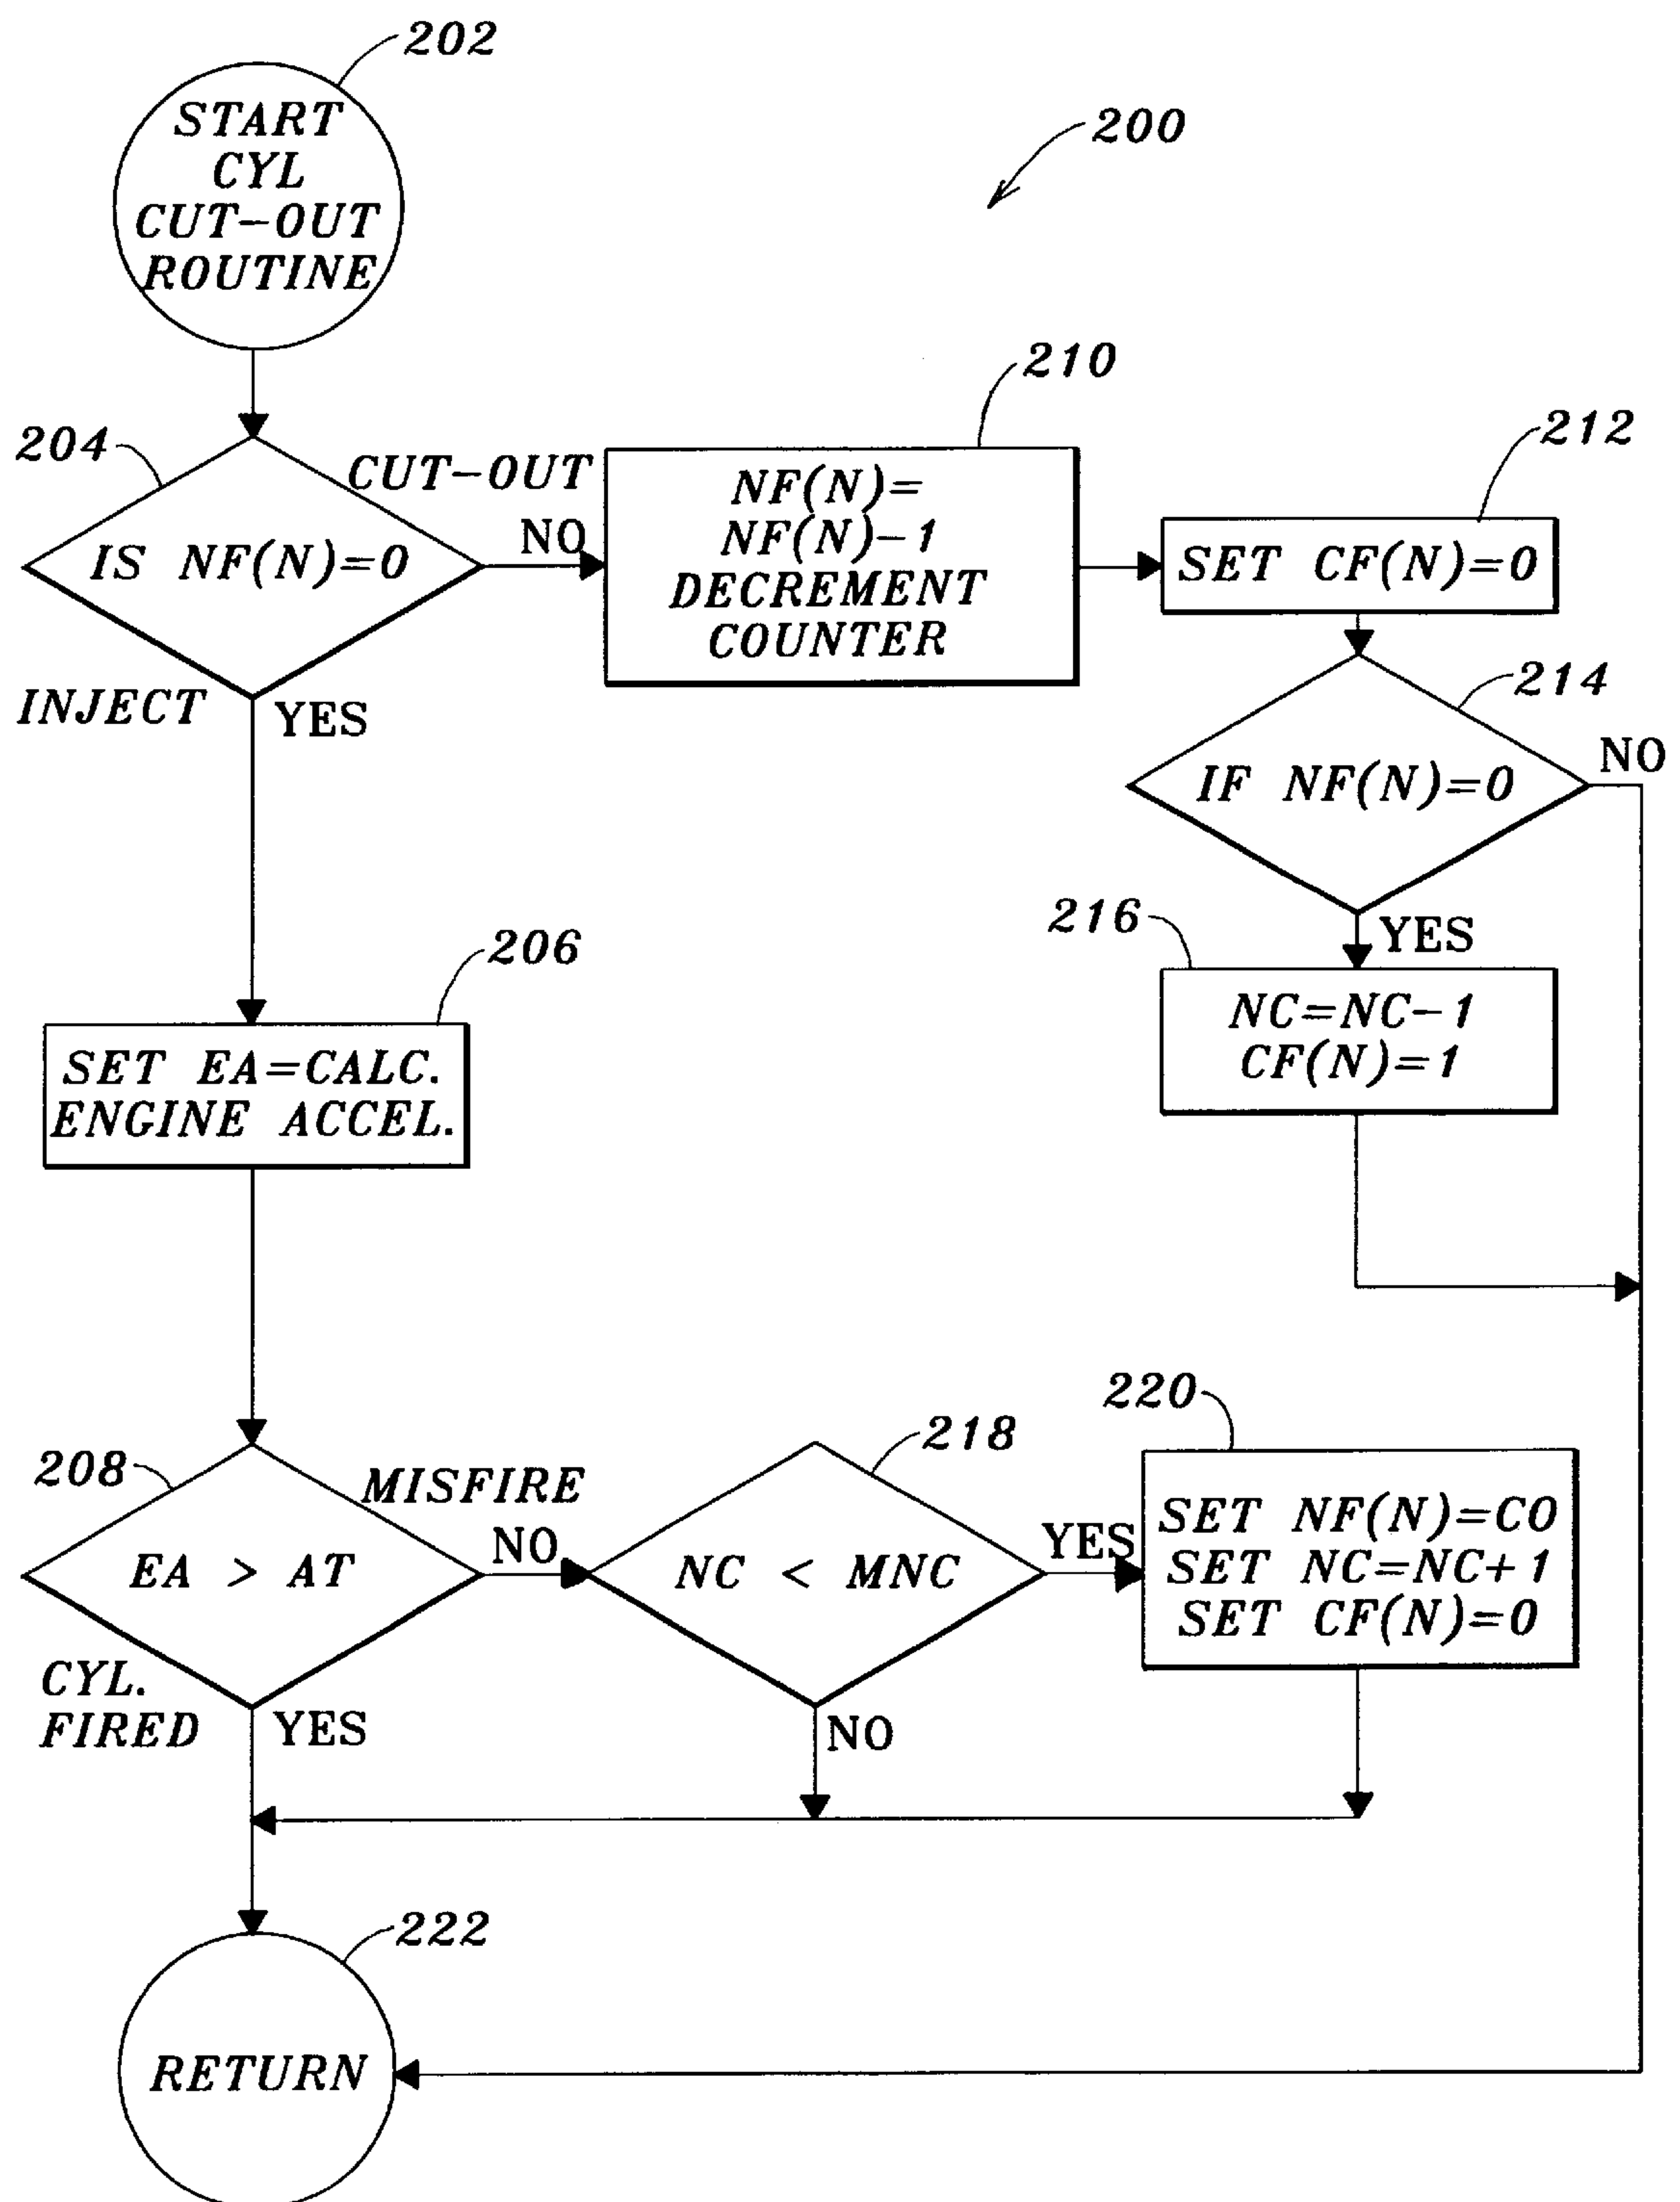 202
START
CYL
CUT-OUT
ROUTINE
200
204
CUT-OUT
IS NF(N)=0
NO
INJECT
YES
210
NF(N)=
NF(N)-1
DECREMENT
COUNTER
212
SET CF(N)=0
214
IF NF(N)=0
NO
YES
216
NC=NC-1
CF(N)=1
206
SET EA=CALC.
ENGINE ACCEL.
208
MISFIRE
EA > AT
NO
CYL.
FIRED
YES
218
NC < MNC
YES
NO
220
SET NF(N)=CO
SET NC=NC+1
SET CF(N)=0
222
RETURN